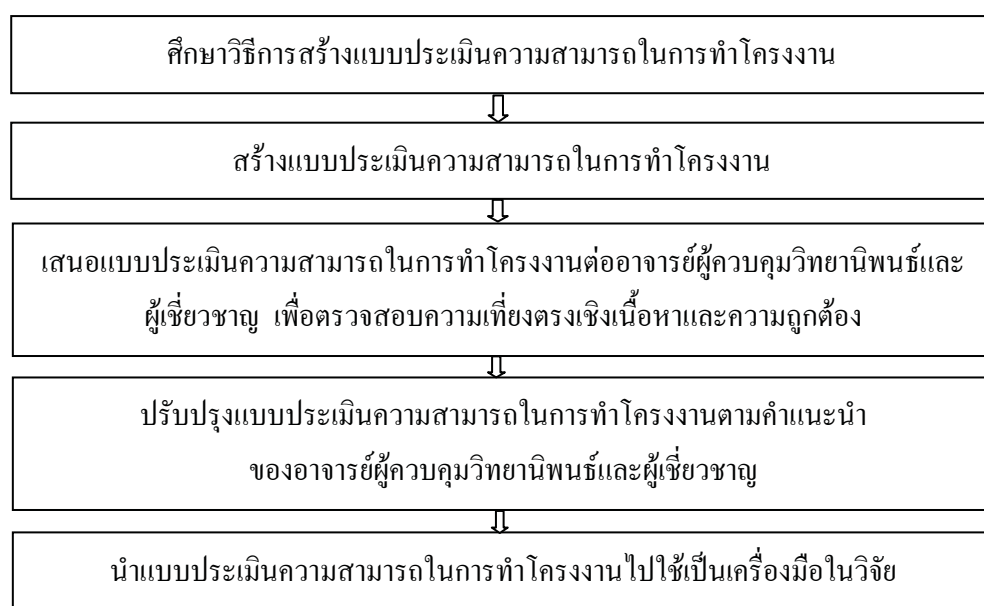 ศึกษาวิธีการสร้างแบบประเมินความสามารถในการทำโครงงาน
สร้างแบบประเมินความสามารถในการทำโครงงาน
เสนอแบบประเมินความสามารถในการทำโครงงานต่ออาจารย์ผู้ควบคุมวิทยานิพนธ์และ
ผู้เชี่ยวชาญ เพื่อตรวจสอบความเที่ยงตรงเชิงเนื้อหาและความถูกต้อง
ปรับปรุงแบบประเมินความสามารถในการทำโครงงานตามคำแนะนำ
ของอาจารย์ผู้ควบคุมวิทยานิพนธ์และผู้เชี่ยวชาญ
นำแบบประเมินความสามารถในการทำโครงงานไปใช้เป็นเครื่องมือในวิจัย